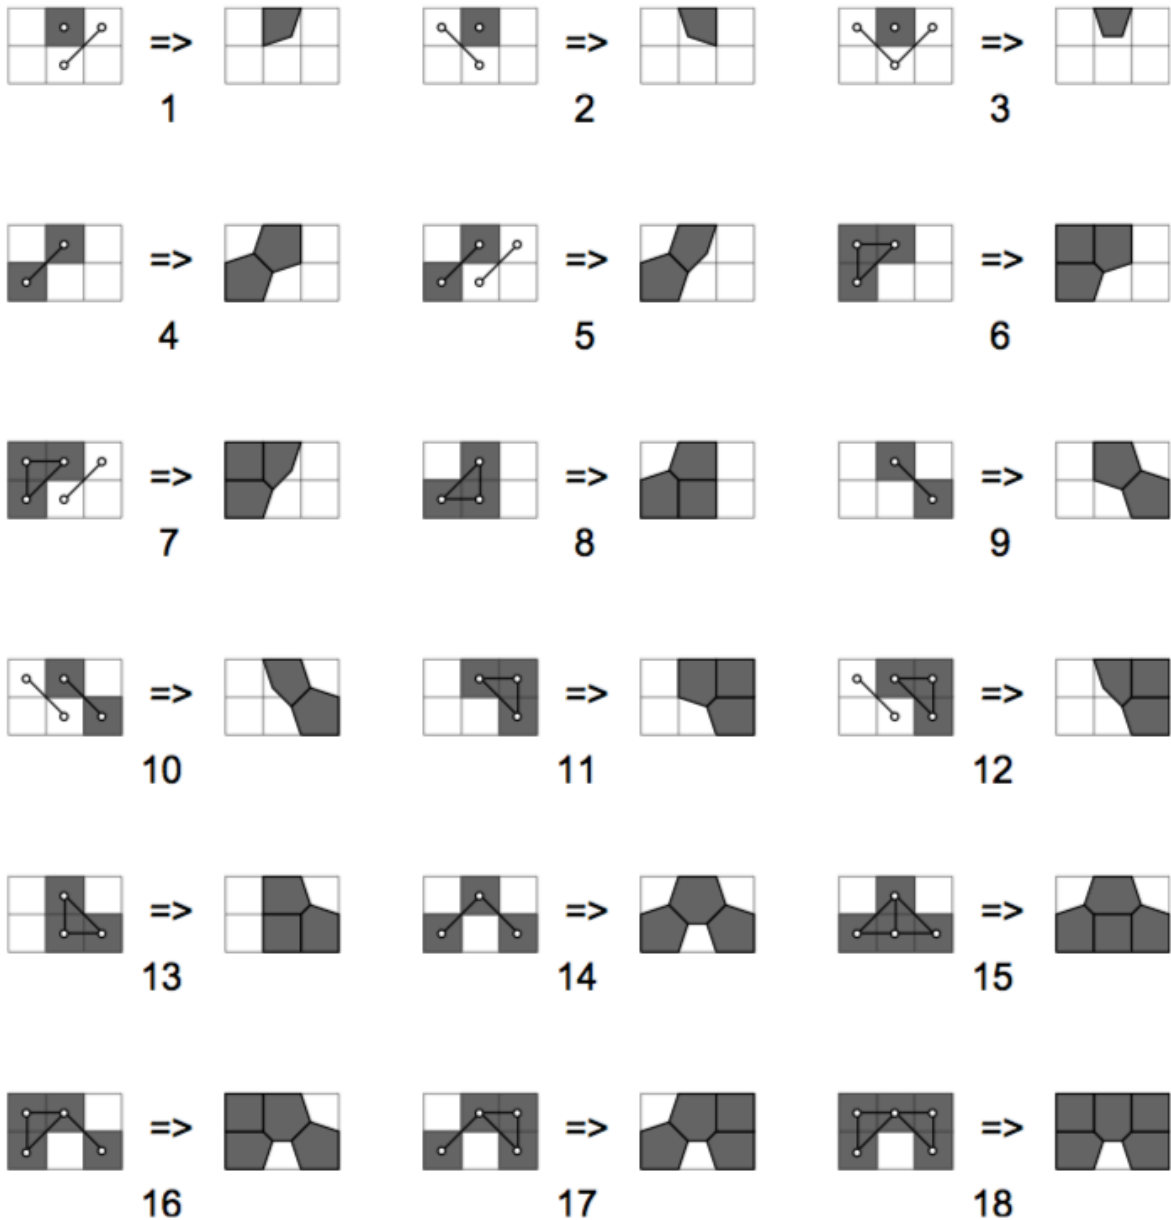 => => =>
1 2 3
=> => =>
4 5 6
=> => =>
7 8 9
=> => =>
10 11 12
=> => =>
13 14 15
=> => =>
16 17 18